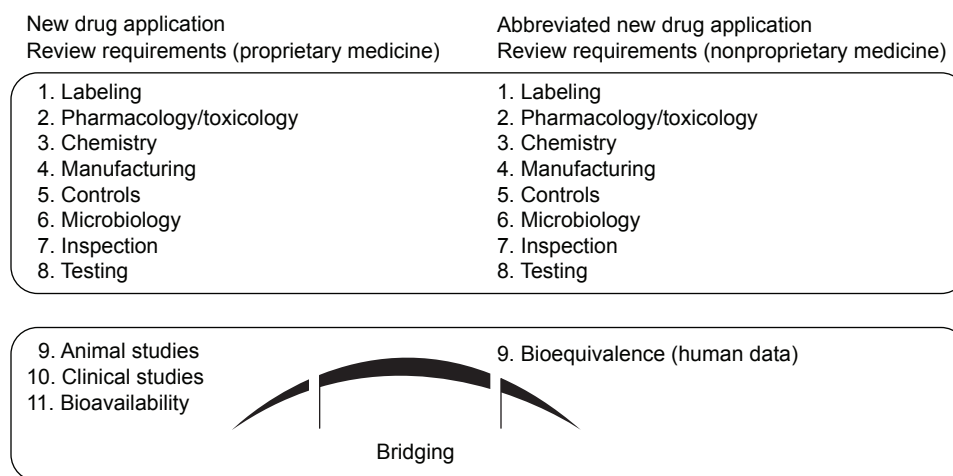 New drug application
Review requirements (proprietary medicine)
Abbreviated new drug application
Review requirements (nonproprietary medicine)
1. Labeling
2. Pharmacology/toxicology
3. Chemistry
4. Manufacturing
5. Controls
6. Microbiology
7. Inspection
8. Testing
1. Labeling
2. Pharmacology/toxicology
3. Chemistry
4. Manufacturing
5. Controls
6. Microbiology
7. Inspection
8. Testing
9. Animal studies
10. Clinical studies
11. Bioavailability
9. Bioequivalence (human data)
Bridging